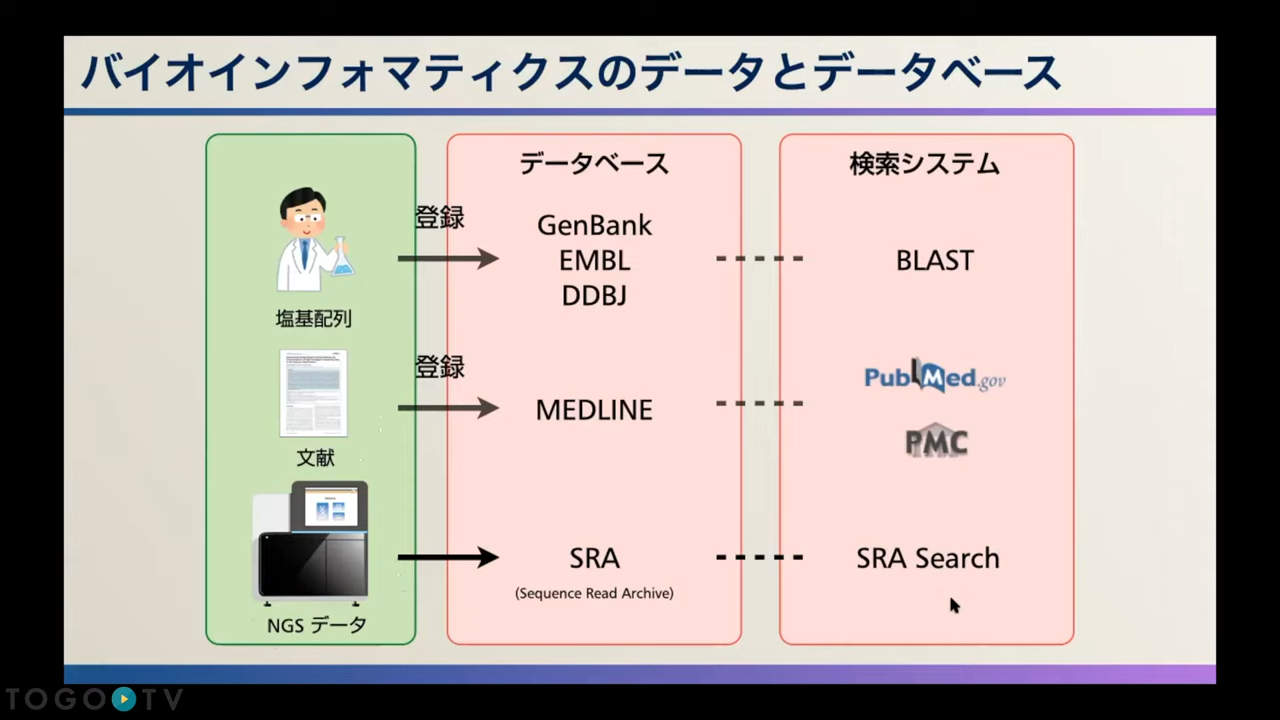 バイオインフォマティクスのデータとデータベース
塩基配列
文献
NGS データ
登録
登録
データベース
GenBank
EMBL
DDBJ
MEDLINE
SRA
(Sequence Read Archive)
検索システム
BLAST
PubMed.gov
PMC
SRA Search
TOGO TV